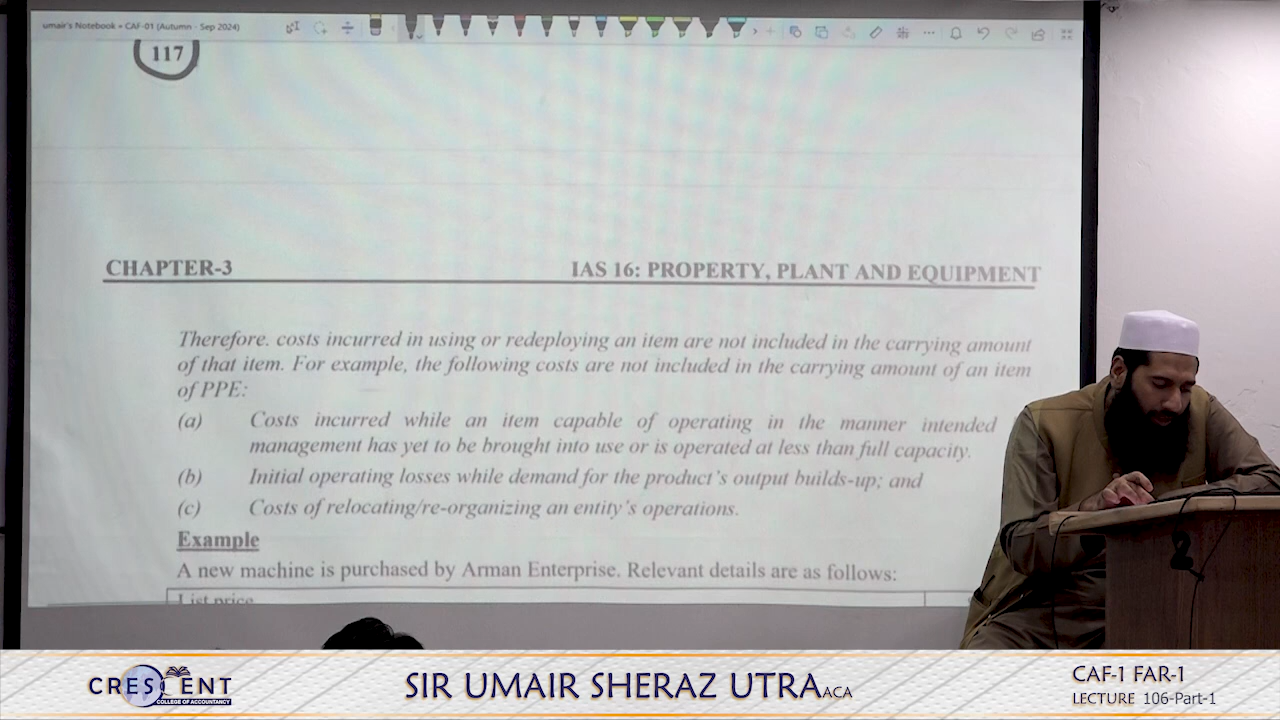 umair's Notebook » CAF-01 (Autumn - Sep 2024)
117
CHAPTER-3 IAS 16: PROPERTY, PLANT AND EQUIPMENT
Therefore. costs incurred in using or redeploying an item are not included in the carrying amount
of that item. For example, the following costs are not included in the carrying amount of an item
of PPE:
(a) Costs incurred while an item capable of operating in the manner intended
management has yet to be brought into use or is operated at less than full capacity.
(b) Initial operating losses while demand for the product's output builds-up; and
(c) Costs of relocating/re-organizing an entity's operations.
Example
A new machine is purchased by Arman Enterprise. Relevant details are as follows:
List price
2
CRESCENT
COLLEGE OF ACCOUNTANCY
SIR UMAIR SHERAZ UTRA ACA
CAF-1 FAR-1
LECTURE 106-Part-1